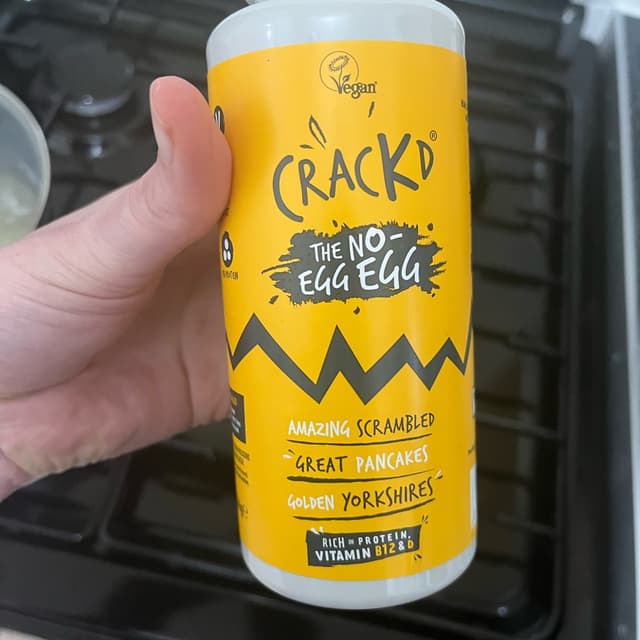 Vegan
CRACKD®
THE NO-
EGG EGG
AMAZING SCRAMBLED
GREAT PANCAKES
GOLDEN YORKSHIRES
RICH IN PROTEIN,
VITAMIN B12 & D